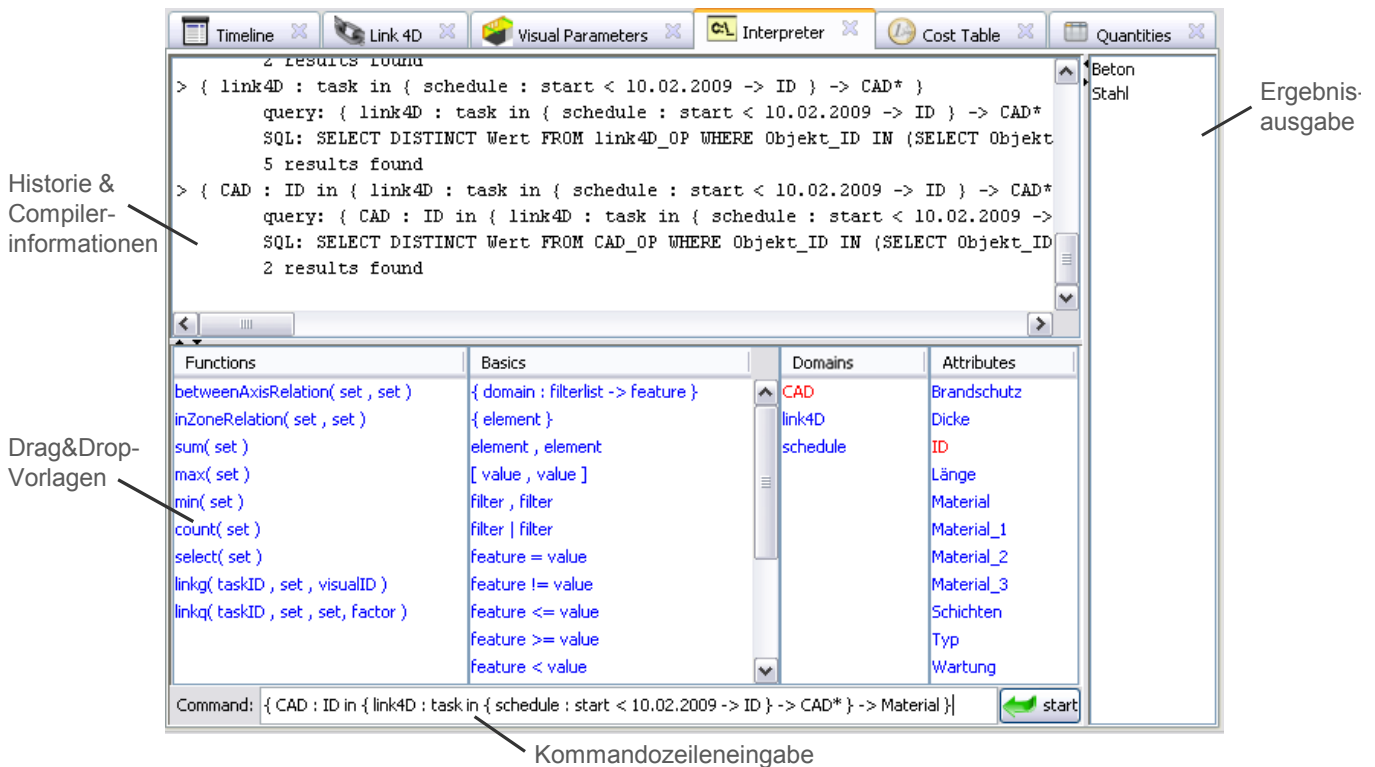 Timeline Link 4D Visual Parameters C:\ Interpreter Cost Table Quantities
2 results found
> { link4D : task in { schedule : start < 10.02.2009 -> ID } -> CAD* }
query: { link4D : task in { schedule : start < 10.02.2009 -> ID } -> CAD*
SQL: SELECT DISTINCT Wert FROM link4D_OP WHERE Objekt_ID IN (SELECT Objekt
5 results found
> { CAD : ID in { link4D : task in { schedule : start < 10.02.2009 -> ID } -> CAD*
query: { CAD : ID in { link4D : task in { schedule : start < 10.02.2009 ->
SQL: SELECT DISTINCT Wert FROM CAD_OP WHERE Objekt_ID IN (SELECT Objekt_ID
2 results found
Beton
Stahl
Ergebnis-
ausgabe
Historie &
Compiler-
informationen
Functions Basics Domains Attributes
betweenAxisRelation( set , set ) { domain : filterlist -> feature } CAD Brandschutz
inZoneRelation( set , set ) { element } link4D Dicke
sum( set ) element , element schedule ID
max( set ) [ value , value ] Länge
min( set ) filter , filter Material
count( set ) filter | filter Material_1
select( set ) feature = value Material_2
linkg( taskID , set , visualID ) feature != value Material_3
linkq( taskID , set , set, factor ) feature <= value Schichten
feature >= value Typ
feature < value Wartung
Drag&Drop-
Vorlagen
Command: { CAD : ID in { link4D : task in { schedule : start < 10.02.2009 -> ID } -> CAD* } -> Material } start
Kommandozeileneingabe